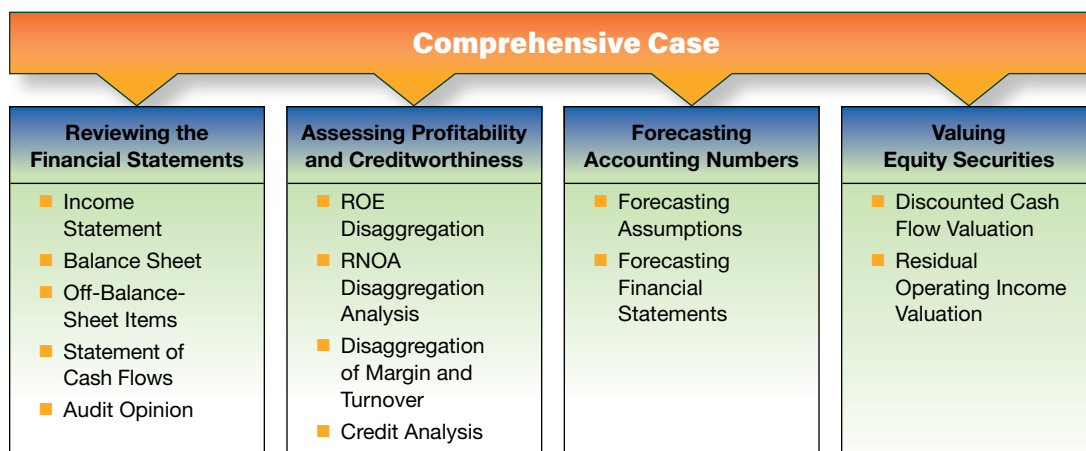 Comprehensive Case
Reviewing the
Financial Statements
Income
Statement
Balance Sheet
Off-Balance-
Sheet Items
Statement of
Cash Flows
Audit Opinion
Assessing Profitability
and Creditworthiness
ROE
Disaggregation
RNOA
Disaggregation
Analysis
Disaggregation
of Margin and
Turnover
Credit Analysis
Forecasting
Accounting Numbers
Forecasting
Assumptions
Forecasting
Financial
Statements
Valuing
Equity Securities
Discounted Cash
Flow Valuation
Residual
Operating Income
Valuation